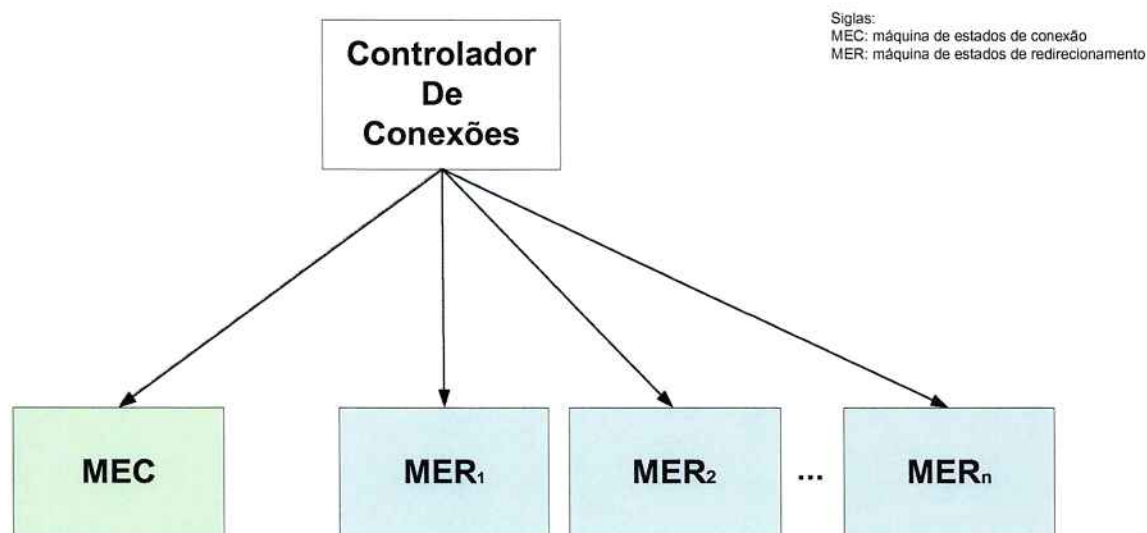 Siglas:
MEC: máquina de estados de conexão
MER: máquina de estados de redirecionamento
Controlador
De
Conexões
MEC
MER₁
MER₂
...
MERₙ